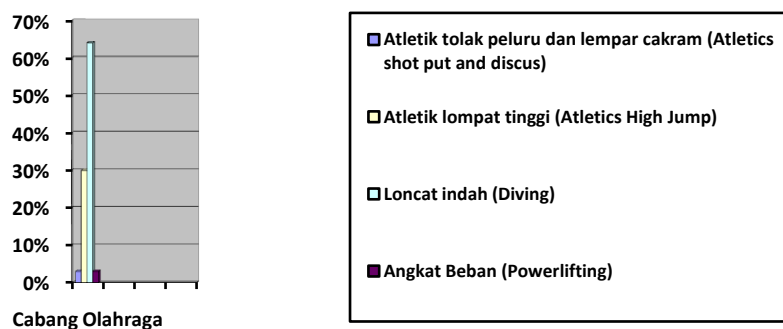 70%
60%
50%
40%
30%
20%
10%
0%
Cabang Olahraga
Atletik tolak peluru dan lempar cakram (Atletics
shot put and discus)
Atletik lompat tinggi (Atletics High Jump)
Loncat indah (Diving)
Angkat Beban (Powerlifting)